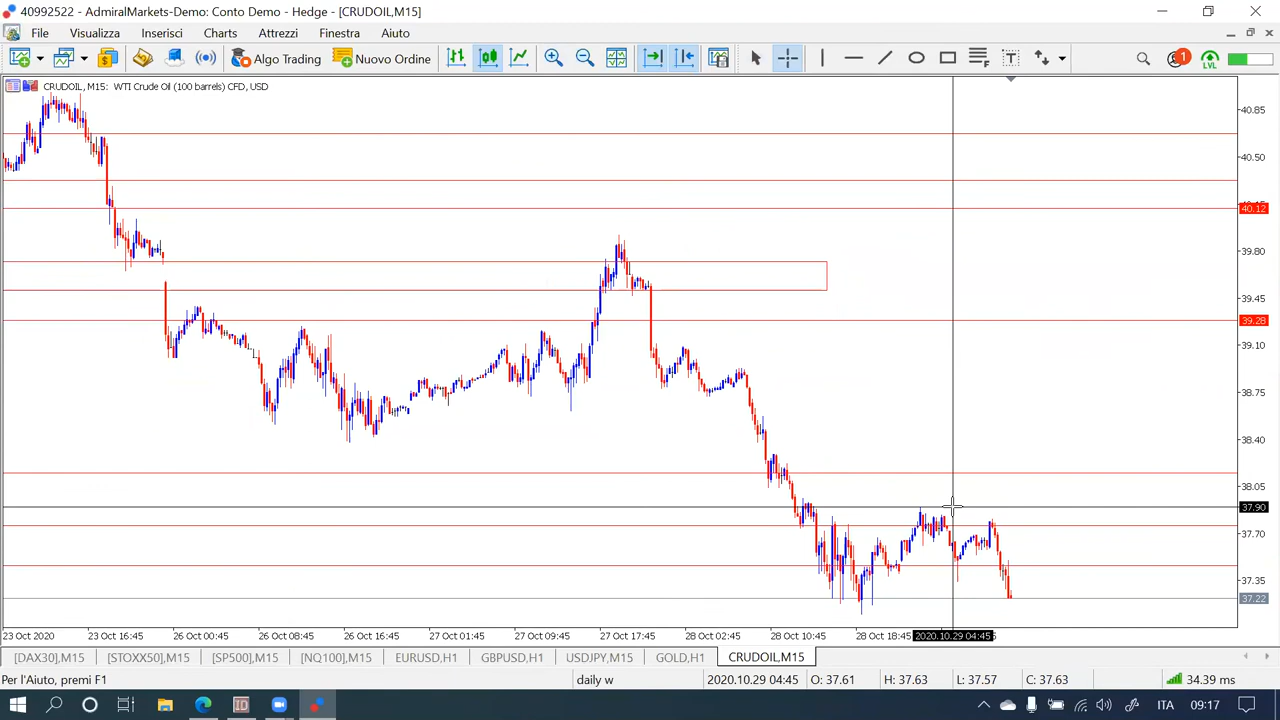 40992522 - AdmiralMarkets-Demo: Conto Demo - Hedge - [CRUDOIL,M15]
File Visualizza Inserisci Charts Attrezzi Finestra Aiuto
Algo Trading Nuovo Ordine T F 1 LVL
CRUDOIL, M15: WTI Crude Oil (100 barrels) CFD, USD
40.85
40.50
40.12
39.80
39.45
39.28
39.10
38.75
38.40
38.05
37.90
37.70
37.35
37.22
23 Oct 2020 23 Oct 16:45 26 Oct 00:45 26 Oct 08:45 26 Oct 16:45 27 Oct 01:45 27 Oct 09:45 27 Oct 17:45 28 Oct 02:45 28 Oct 10:45 28 Oct 18:45 2020.10.29 04:45
[DAX30],M15 [STOXX50],M15 [SP500],M15 [NQ100],M15 EURUSD,H1 GBPUSD,H1 USDJPY,M15 GOLD,H1 CRUDOIL,M15
Per l'Aiuto, premi F1 daily w 2020.10.29 04:45 O: 37.61 H: 37.63 L: 37.57 C: 37.63 34.39 ms
ITA 09:17